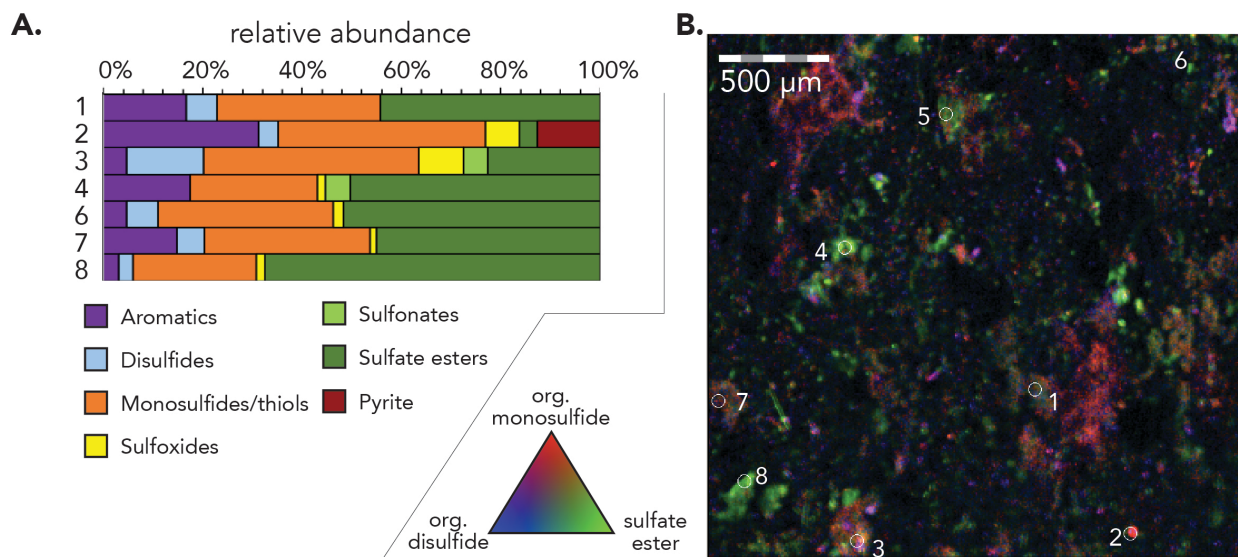 A.
relative abundance
0% 20% 40% 60% 80% 100%
1
2
3
4
6
7
8
Aromatics
Disulfides
Monosulfides/thiols
Sulfoxides
Sulfonates
Sulfate esters
Pyrite
org.
monosulfide
org.
disulfide
sulfate
ester
B.
500 µm
6
5
4
7
1
8
2
3